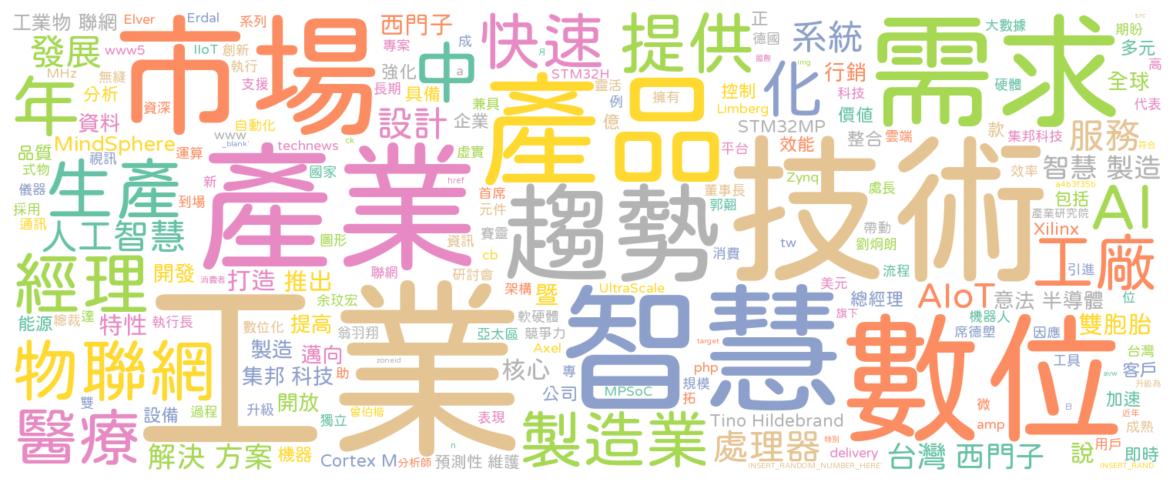 工業物 聯網
Elver
Erdal
系列
西門子
快速
提供
系統
正
德國
大數據
期盼
多元
需求
發展
www5
IIoT
創新
市場
中
a
月
國際
img
stc
高
年
MHz
無縫
專案
執行
成
強化
STM32H
靈活
控制
行銷
硬體
全球
分析
支援
長期
具備
兼具
例
擁有
Limberg
化
科技
價值
代表
資料
資深
自動化
設計
企業
億
產品
STM32MP
整合
雲端
款
集邦科技
服務
MindSphere
www
_blank'
technews
ck
虛實
平台
效能
符合
品質
視訊
運算
式物
國家
產業
趨勢
技術
效率
智慧 製造
儀器
生產
新
href
首席
董事長
Zynq
處長
a4b3f35b
包括
AI
採用
到場
元件
郭翩
帶動
產業研究院
通訊
人工智慧
圖形
資訊
賽靈
消費
tw
劉炯朗
Xilinx
工廠
經理
開發
消費者
聯網
cb
研討會
流程
引進
打造
推出
架構
暨
UltraScale
美元
總經理
AIoT
意法 半導體
位
能源
總裁
達
特性
執行長
余玟宏
軟硬體
智慧
旗下
機器人
雙胞胎
工業
數位化
提高
翁羽翔
亞太區
競爭力
數位
席德塑
因應
物聯網
製造
邁向
zoneid
Axel
target
工具
台灣
集邦 科技
助
核心
專
php
規模
avw
客戶
雙
升級
開放
公司
MPSoC
拓
升級為
過程
曾伯楷
日
加速
醫療
設備
獨立
表現
製造業
Tino Hildebrand
微
近年
amp
成熟
n
特別
處理器
用戶
解決 方案
機器
Cortex M
分析師
預測性 維護
delivery
台灣 西門子
說
即時
INSERT_RANDOM_NUMBER_HERE
INSERT_RAND